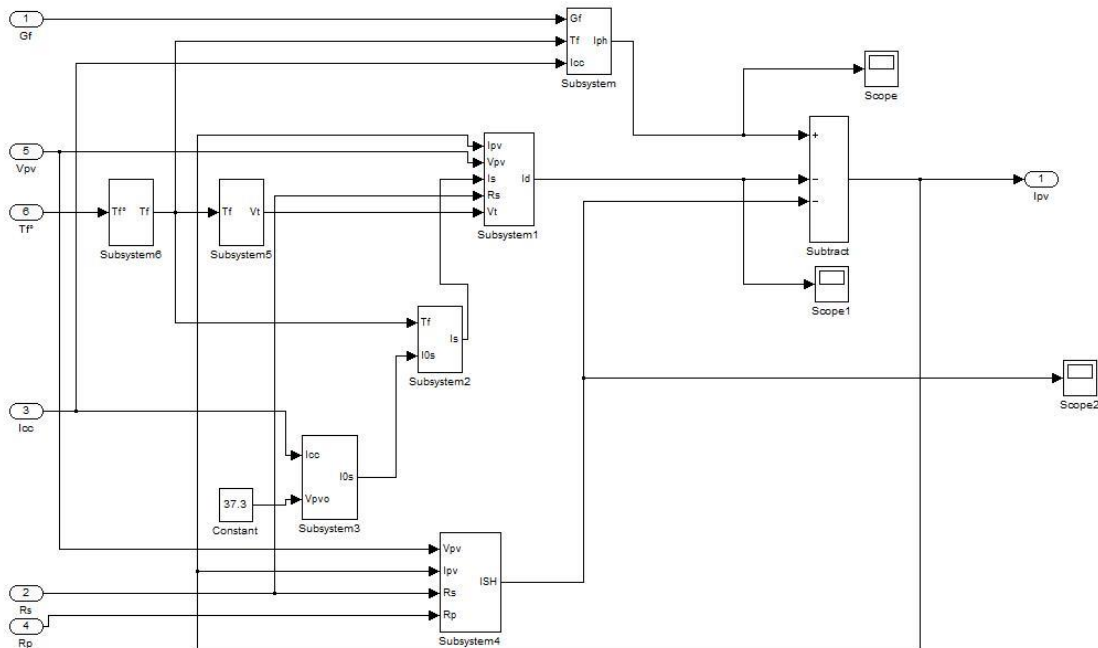 1
Gf
Gf
Tf
Icc
Iph
Subsystem
Scope
5
Vpv
Ipv
Vpv
Is
Rs
Vt
Id
Subsystem1
+
−
−
Subtract
1
Ipv
6
Tf°
Tf°
Tf
Subsystem6
Tf
Vt
Subsystem5
Scope1
Tf
I0s
Is
Subsystem2
Scope2
3
Icc
Icc
Vpvo
I0s
Subsystem3
37.3
Constant
Vpv
Ipv
Rs
Rp
ISH
Subsystem4
2
Rs
4
Rp